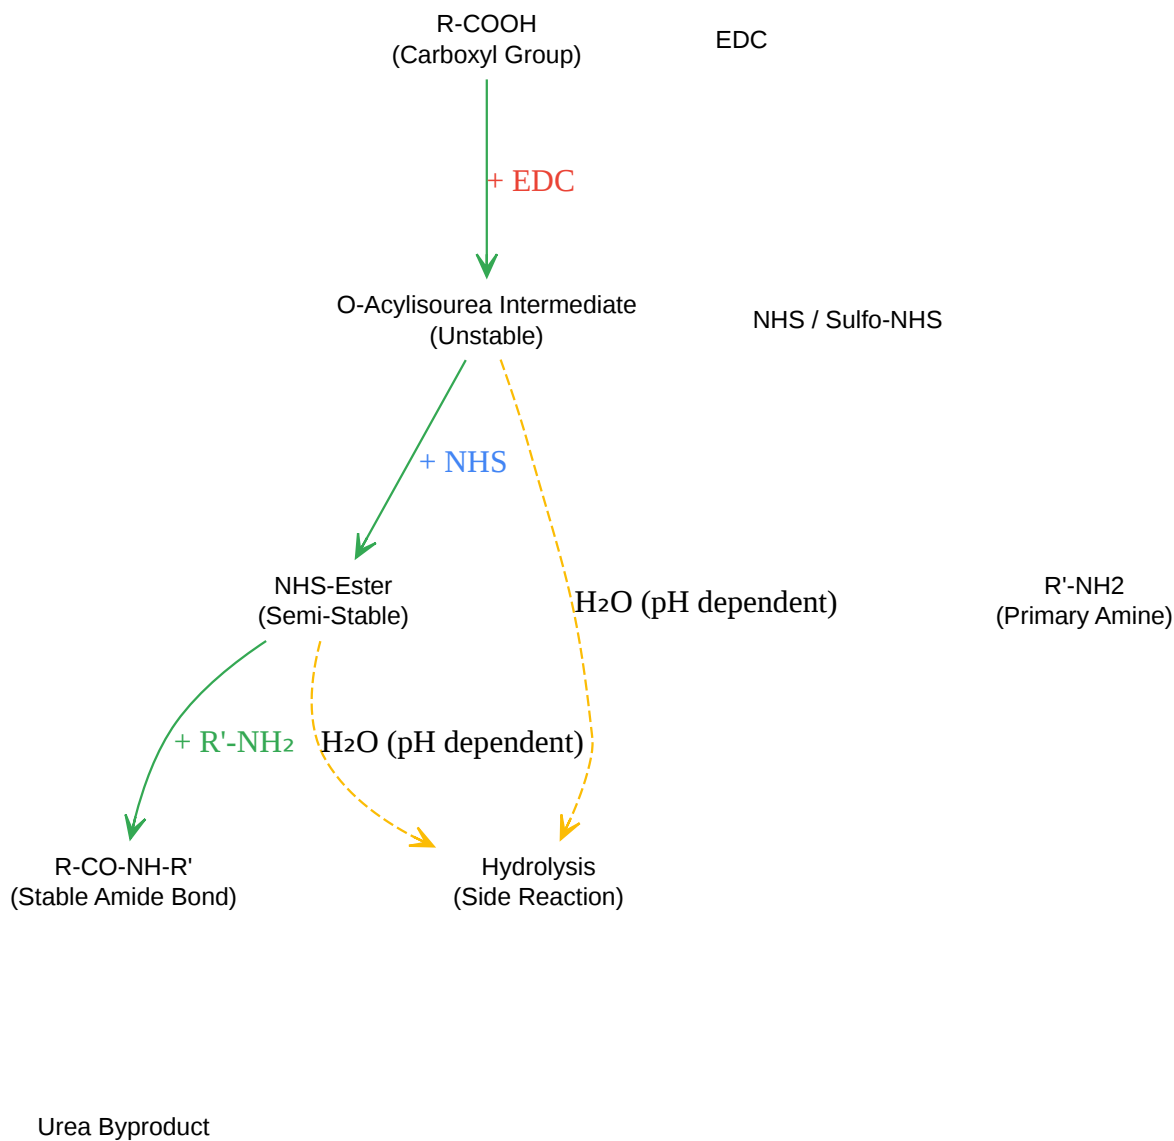 R-COOH
(Carboxyl Group)
EDC
+ EDC
O-Acylisourea Intermediate
(Unstable)
NHS / Sulfo-NHS
+ NHS
NHS-Ester
(Semi-Stable)
H₂O (pH dependent)
R'-NH2
(Primary Amine)
+ R'-NH₂
H₂O (pH dependent)
R-CO-NH-R'
(Stable Amide Bond)
Hydrolysis
(Side Reaction)
Urea Byproduct